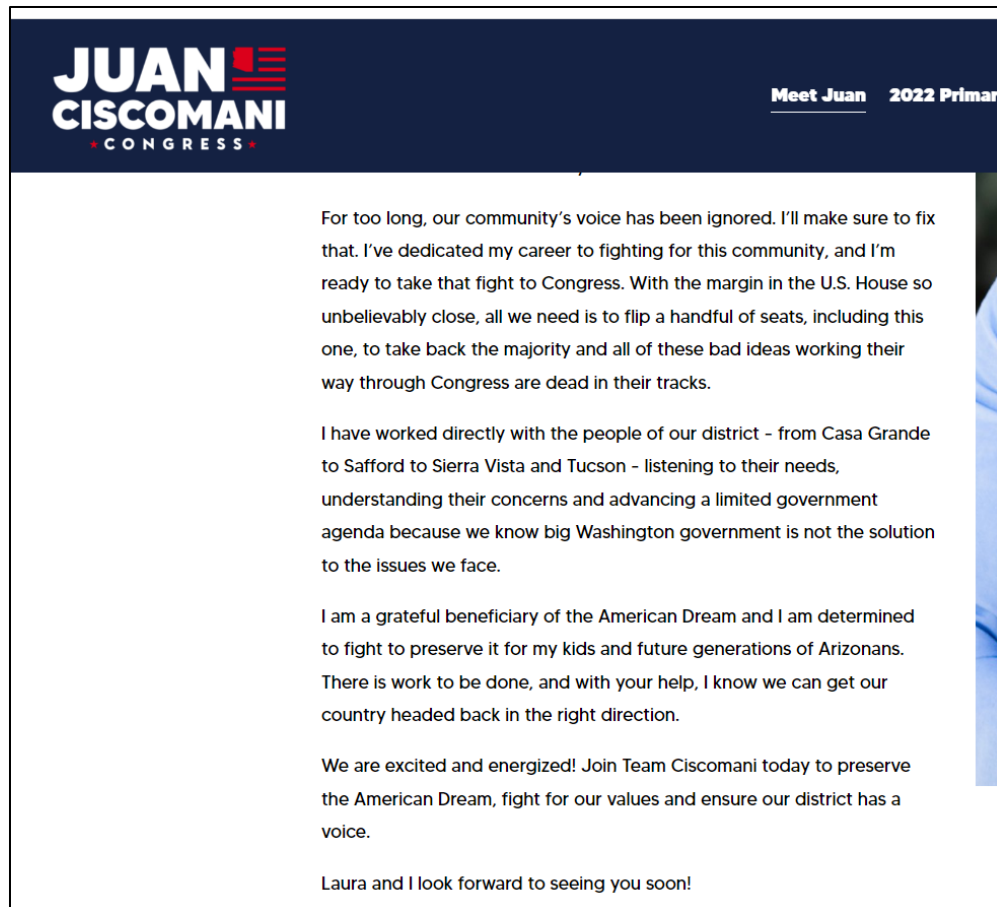 JUAN
CISCOMANI
CONGRESS
Meet Juan 2022 Primar
For too long, our community’s voice has been ignored. I’ll make sure to fix
that. I’ve dedicated my career to fighting for this community, and I’m
ready to take that fight to Congress. With the margin in the U.S. House so
unbelievably close, all we need is to flip a handful of seats, including this
one, to take back the majority and all of these bad ideas working their
way through Congress are dead in their tracks.
I have worked directly with the people of our district – from Casa Grande
to Safford to Sierra Vista and Tucson – listening to their needs,
understanding their concerns and advancing a limited government
agenda because we know big Washington government is not the solution
to the issues we face.
I am a grateful beneficiary of the American Dream and I am determined
to fight to preserve it for my kids and future generations of Arizonans.
There is work to be done, and with your help, I know we can get our
country headed back in the right direction.
We are excited and energized! Join Team Ciscomani today to preserve
the American Dream, fight for our values and ensure our district has a
voice.
Laura and I look forward to seeing you soon!